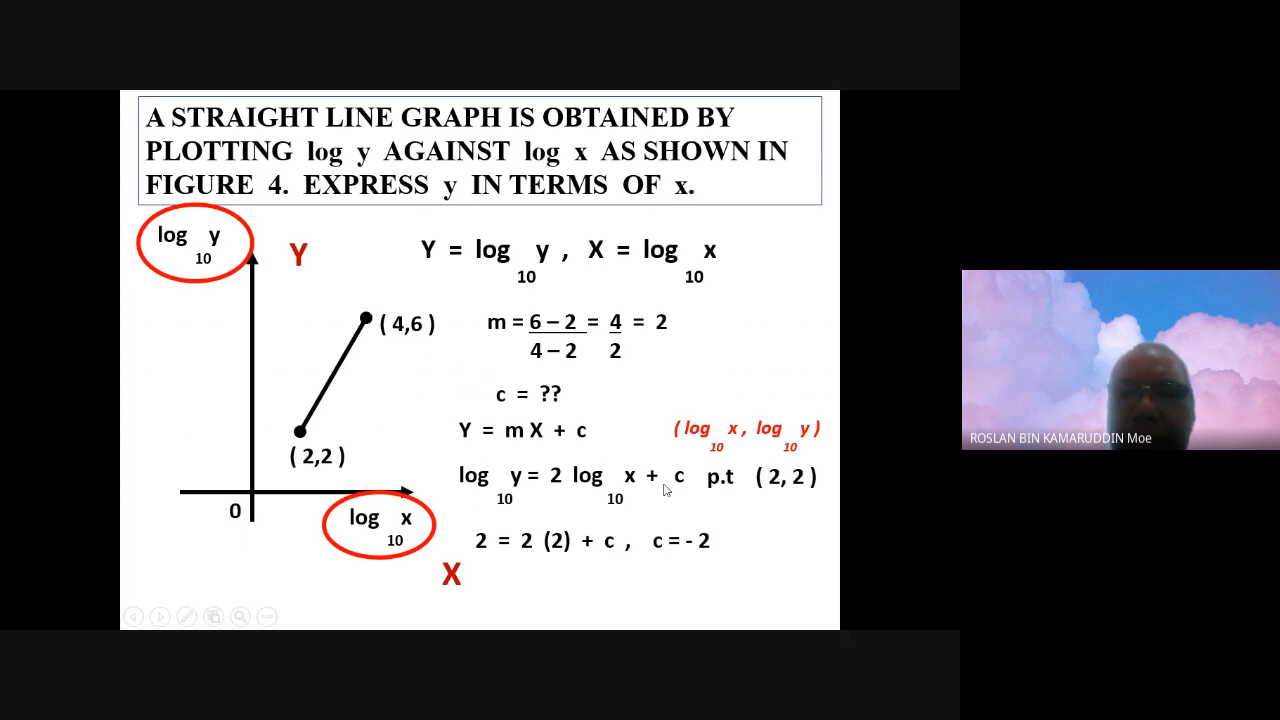 A STRAIGHT LINE GRAPH IS OBTAINED BY
PLOTTING log y AGAINST log x AS SHOWN IN
FIGURE 4. EXPRESS y IN TERMS OF x.
log 10 y
Y
Y = log 10 y , X = log 10 x
( 4,6 )
m = 6 – 2 = 4 = 2
4 – 2 2
c = ??
Y = m X + c
( log 10 x , log 10 y )
( 2,2 )
log 10 y = 2 log 10 x + c p.t ( 2, 2 )
0
log 10 x
2 = 2 (2) + c , c = - 2
X
ROSLAN BIN KAMARUDDIN Moe